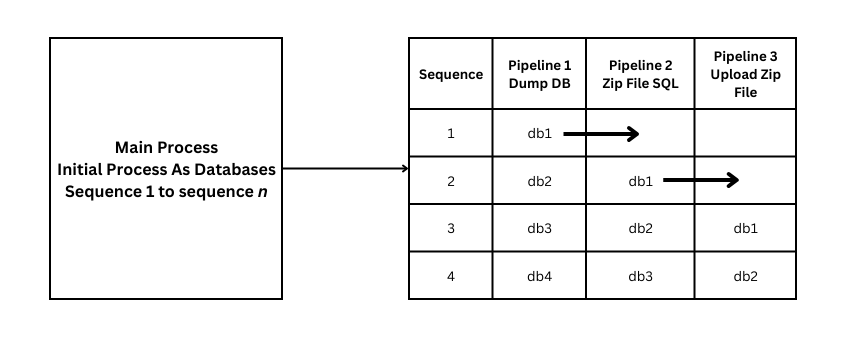 Main Process
Initial Process As Databases
Sequence 1 to sequence n
Sequence
Pipeline 1
Dump DB
Pipeline 2
Zip File SQL
Pipeline 3
Upload Zip
File
1
db1
2
db2
db1
3
db3
db2
db1
4
db4
db3
db2